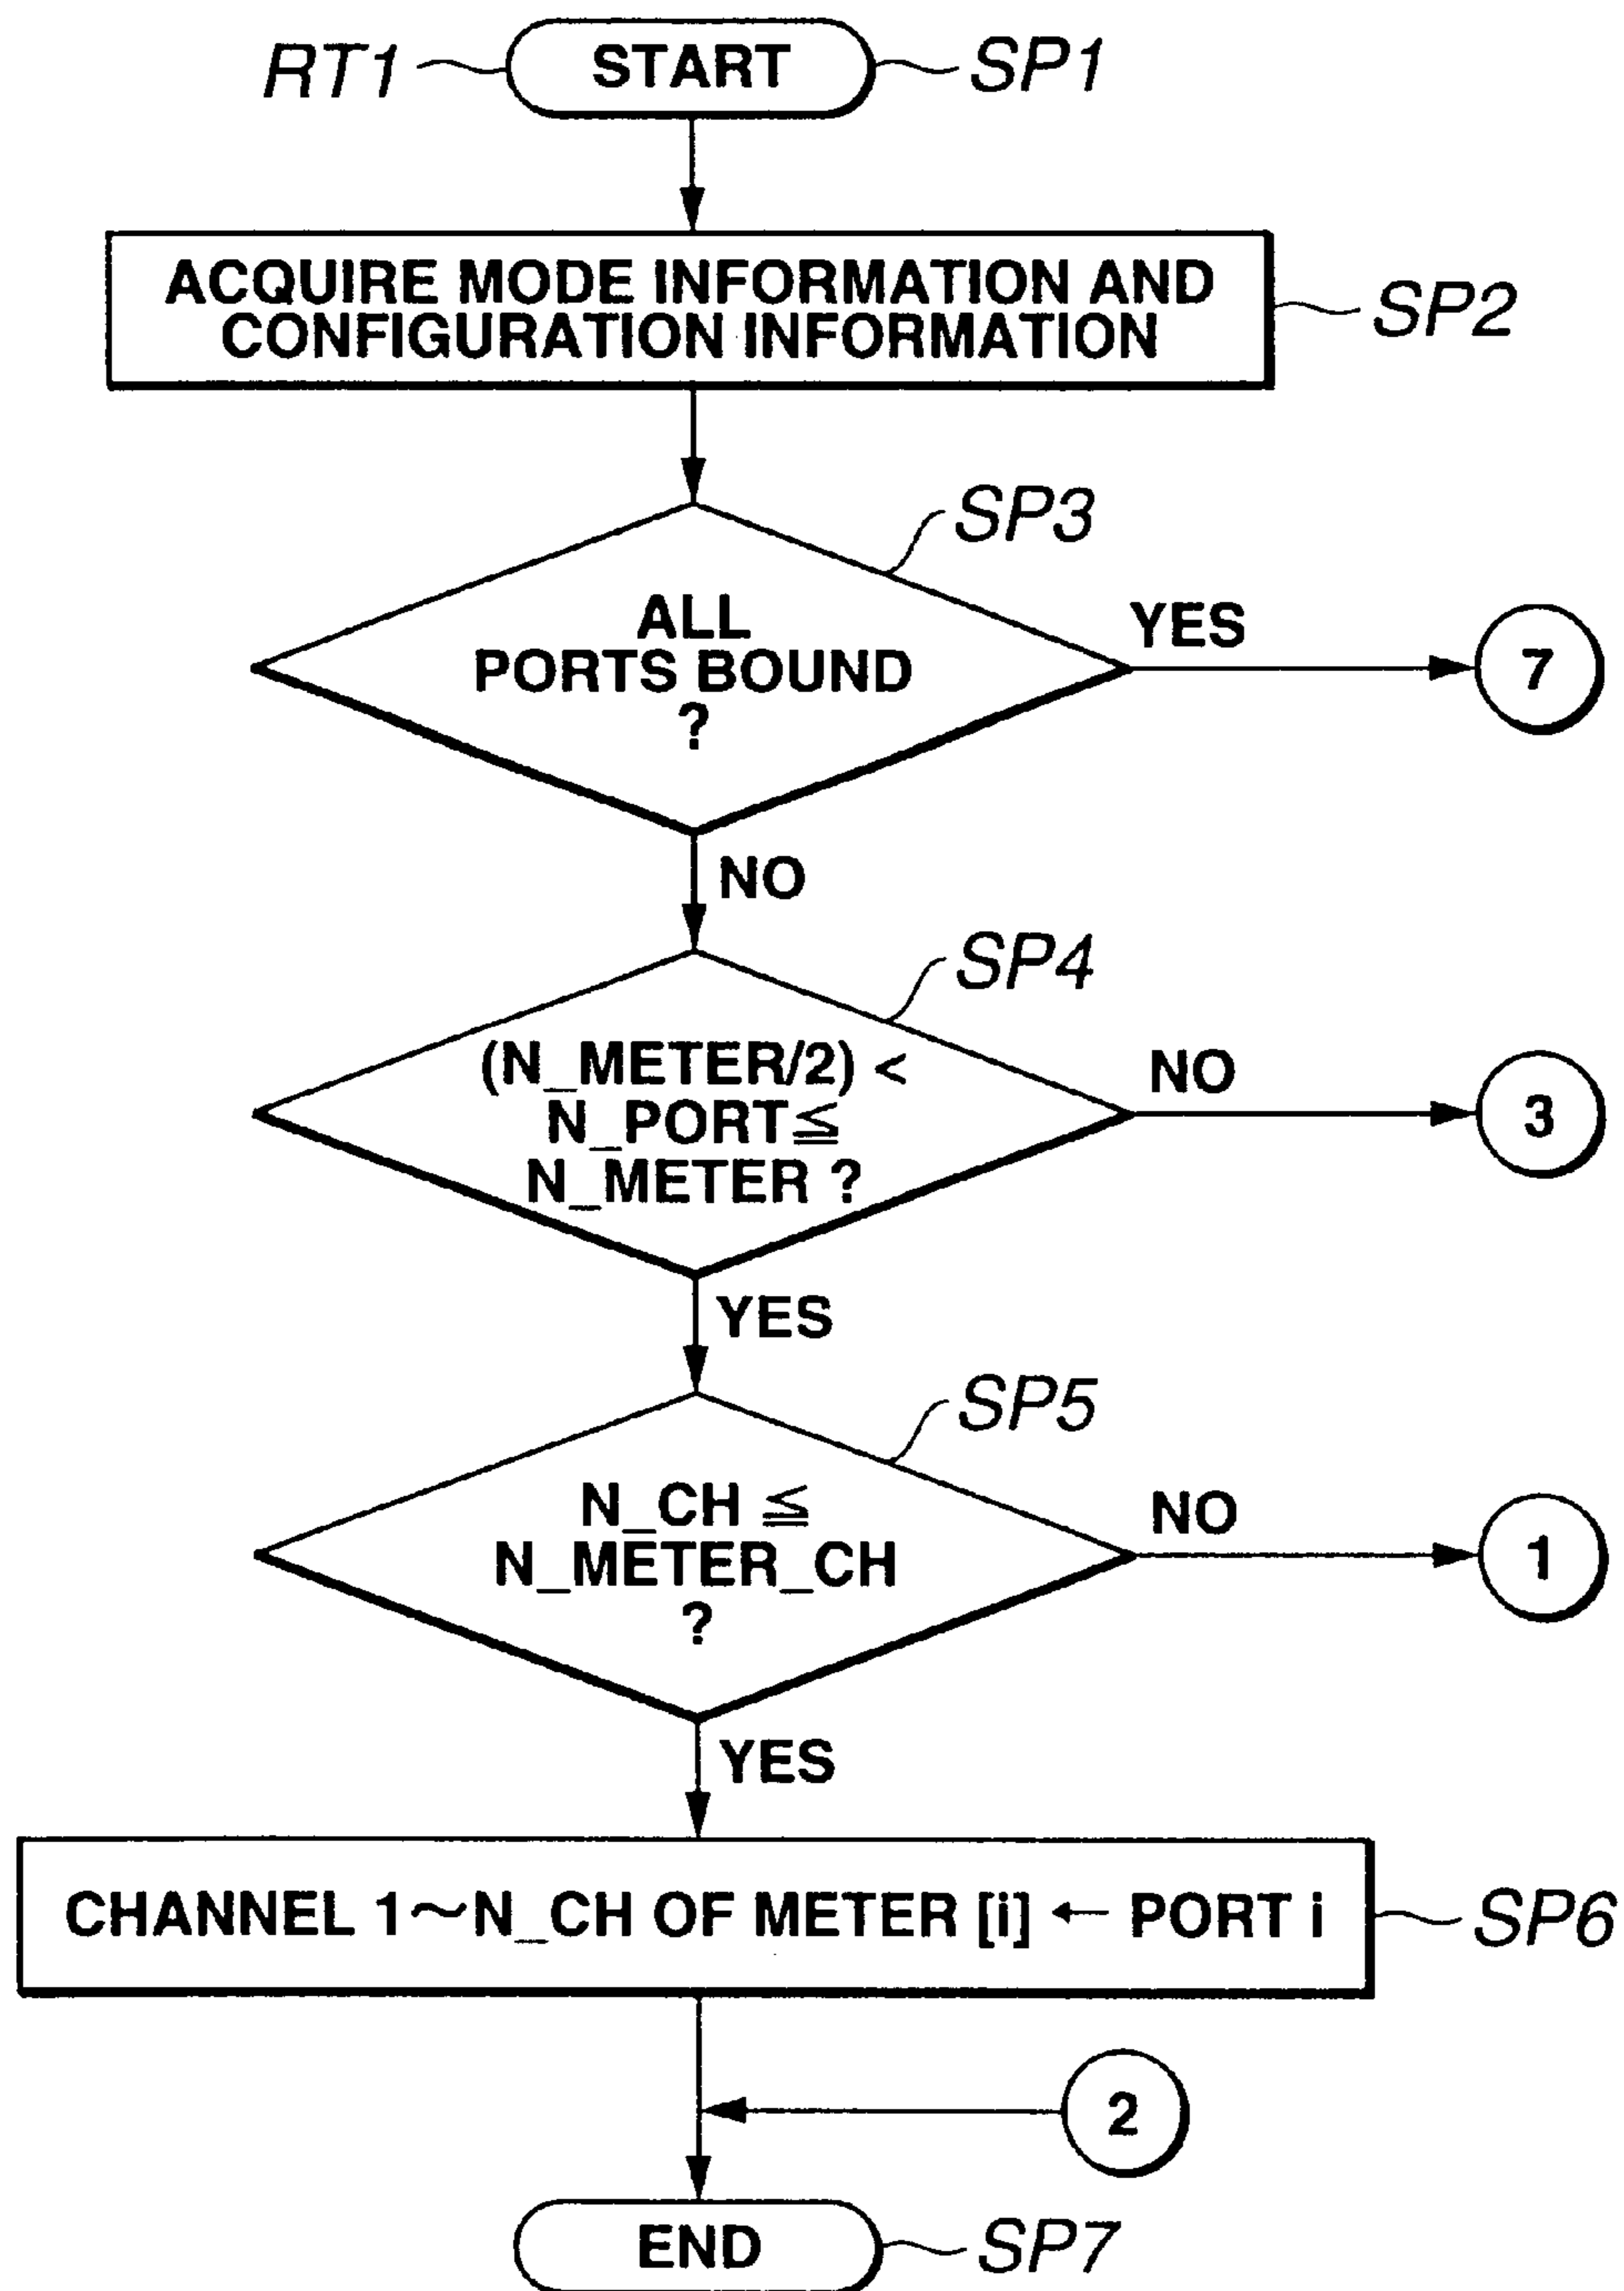 RT1
START
SP1
ACQUIRE MODE INFORMATION AND
CONFIGURATION INFORMATION
SP2
SP3
ALL
PORTS BOUND
?
YES
7
NO
SP4
(N_METER/2) <
N_PORT≦
N_METER ?
NO
3
YES
SP5
N_CH ≦
N_METER_CH
?
NO
1
YES
CHANNEL 1~N_CH OF METER [i] ← PORT i
SP6
2
END
SP7